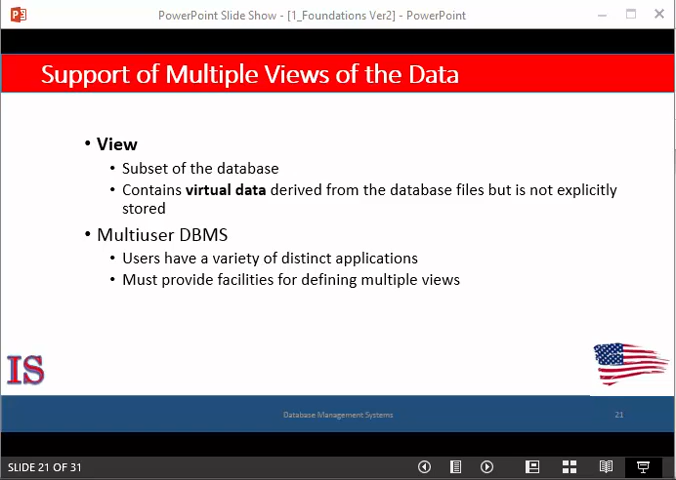 PowerPoint Slide Show - [1_Foundations Ver2] - PowerPoint
Support of Multiple Views of the Data
• View
• Subset of the database
• Contains virtual data derived from the database files but is not explicitly
stored
• Multiuser DBMS
• Users have a variety of distinct applications
• Must provide facilities for defining multiple views
IS
Database Management Systems
21
SLIDE 21 OF 31